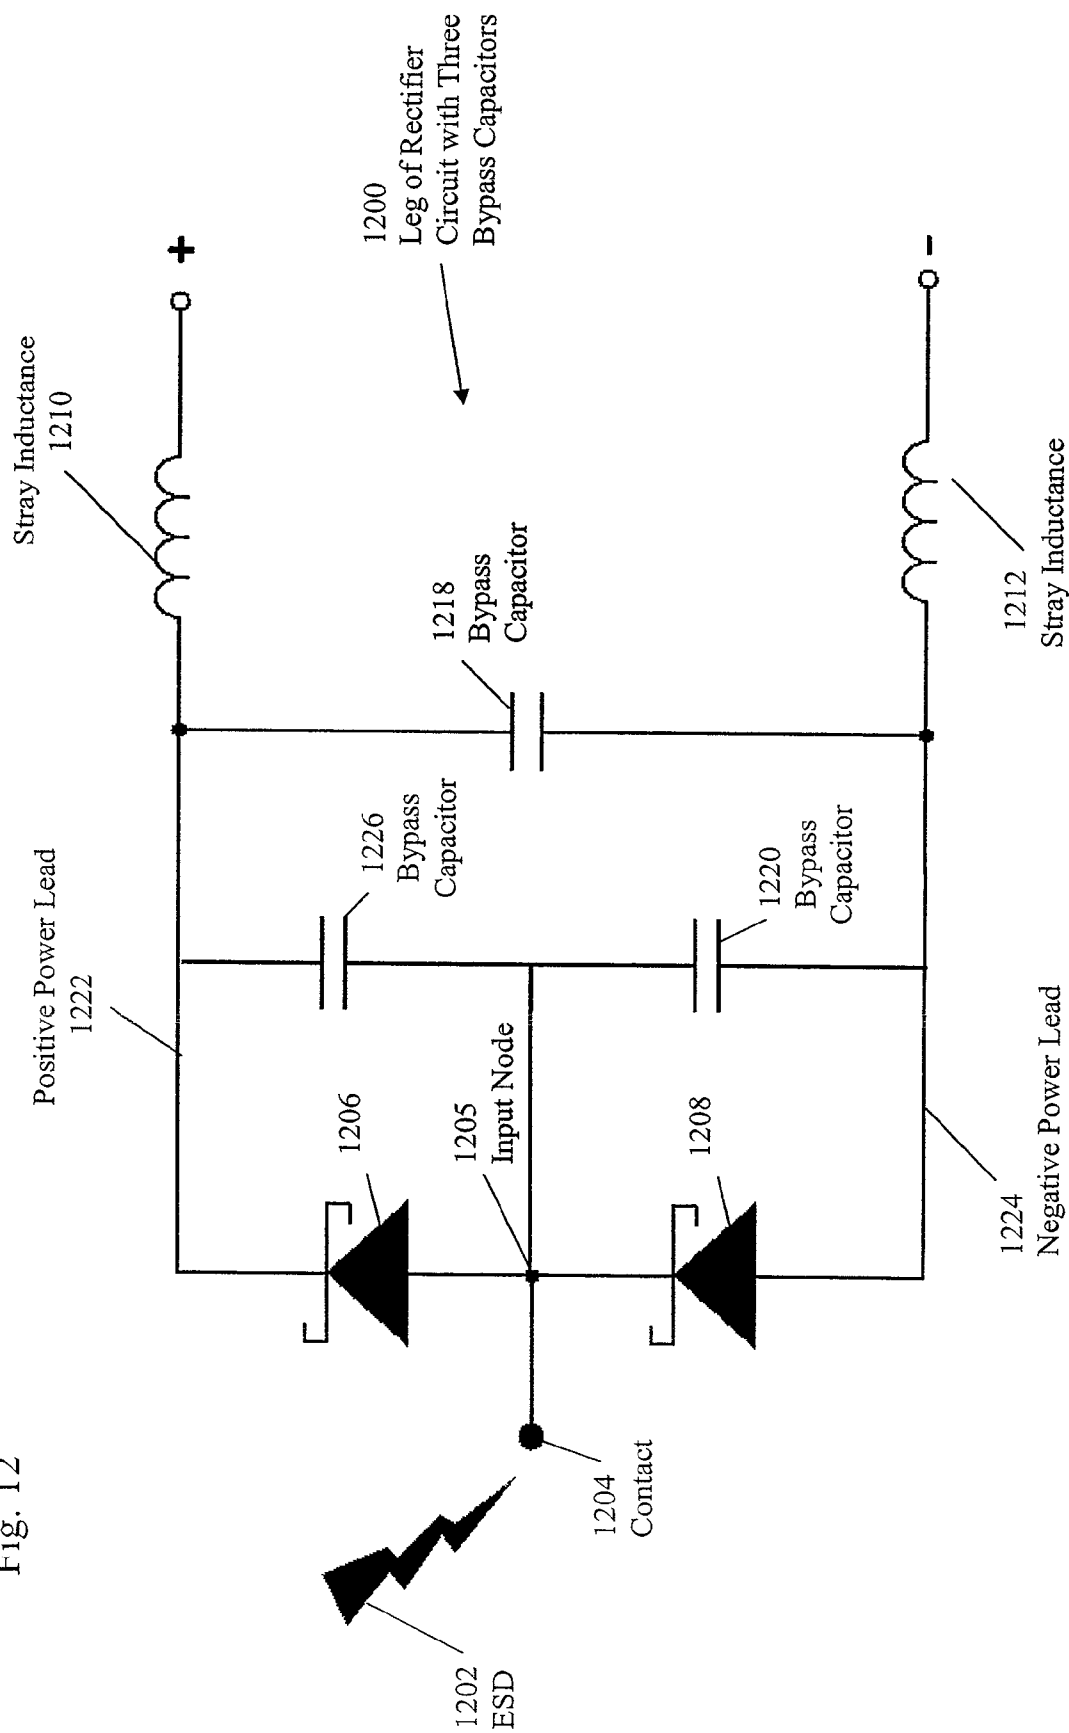 Fig. 12
1202
ESD
1204
Contact
Positive Power Lead
1222
1206
1205
Input Node
1208
1224
Negative Power Lead
1226
Bypass
Capacitor
1220
Bypass
Capacitor
1218
Bypass
Capacitor
Stray Inductance
1210
1212
Stray Inductance
+
-
1200
Leg of Rectifier
Circuit with Three
Bypass Capacitors